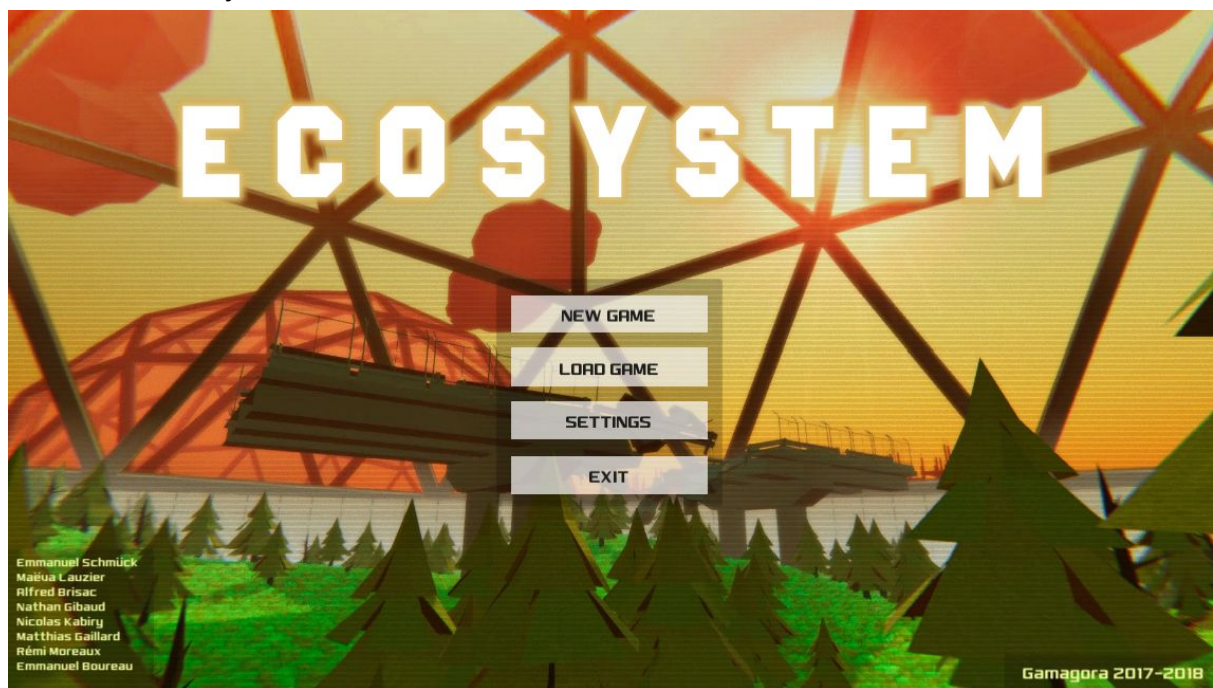 ECOSYSTEM
NEW GAME
LOAD GAME
SETTINGS
EXIT
Emmanuel Schmück
Maëva Lauzier
Alfred Brisac
Nathan Gibaud
Nicolas Kabiry
Matthias Gaillard
Rémi Moreaux
Emmanuel Boureau
Gamagora 2017-2018